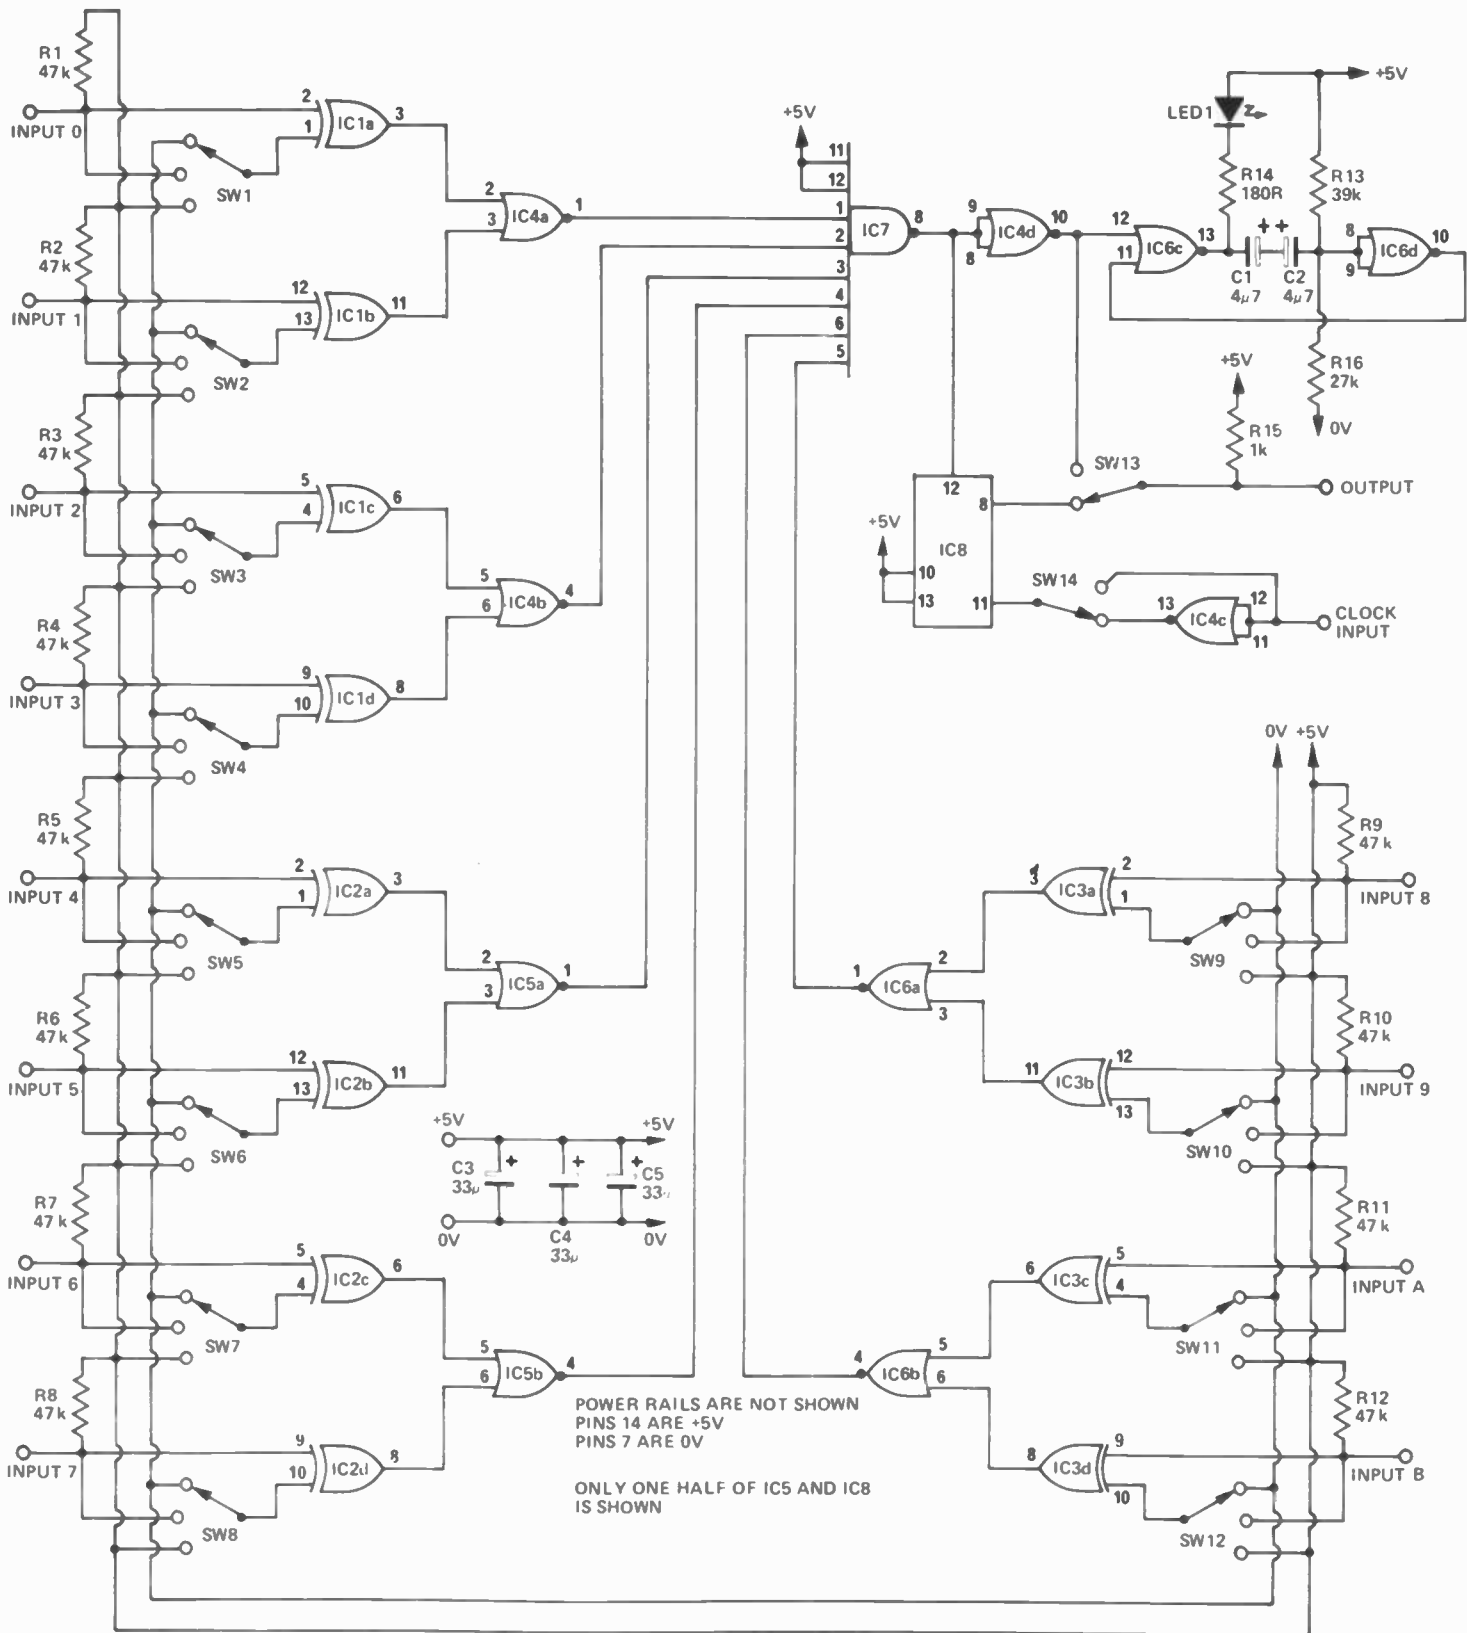 R1
47k
INPUT 0
2
1
IC1a
3
SW1
R2
47k
INPUT 1
12
13
IC1b
11
SW2
2
3
IC4a
1
R3
47k
INPUT 2
5
4
IC1c
6
SW3
R4
47k
INPUT 3
9
10
IC1d
8
SW4
5
6
IC4b
4
R5
47k
INPUT 4
2
1
IC2a
3
SW5
R6
47k
INPUT 5
12
13
IC2b
11
SW6
2
3
IC5a
1
R7
47k
INPUT 6
5
4
IC2c
6
SW7
R8
47k
INPUT 7
9
10
IC2d
8
SW8
5
6
IC5b
4
+5V
11
12
1
2
3
4
6
5
IC7
8
9
8
IC4d
10
12
11
IC6c
13
LED1
+5V
R14
180R
R13
39k
+ +
C1
4µ7
C2
4µ7
8
9
IC6d
10
R16
27k
0V
+5V
R15
1k
SW13
OUTPUT
12
8
IC8
+5V
10
13
11
SW14
13
IC4c
12
11
CLOCK
INPUT
0V
+5V
R9
47k
INPUT 8
3
IC3a
2
1
SW9
R10
47k
INPUT 9
11
IC3b
12
13
SW10
1
IC6a
2
3
R11
47k
INPUT A
6
IC3c
5
4
SW11
R12
47k
INPUT B
8
IC3d
9
10
SW12
4
IC6b
5
6
+5V
+5V
C3
33µ
+
C4
33µ
+
C5
33µ
+
0V
0V
POWER RAILS ARE NOT SHOWN
PINS 14 ARE +5V
PINS 7 ARE 0V
ONLY ONE HALF OF IC5 AND IC8
IS SHOWN